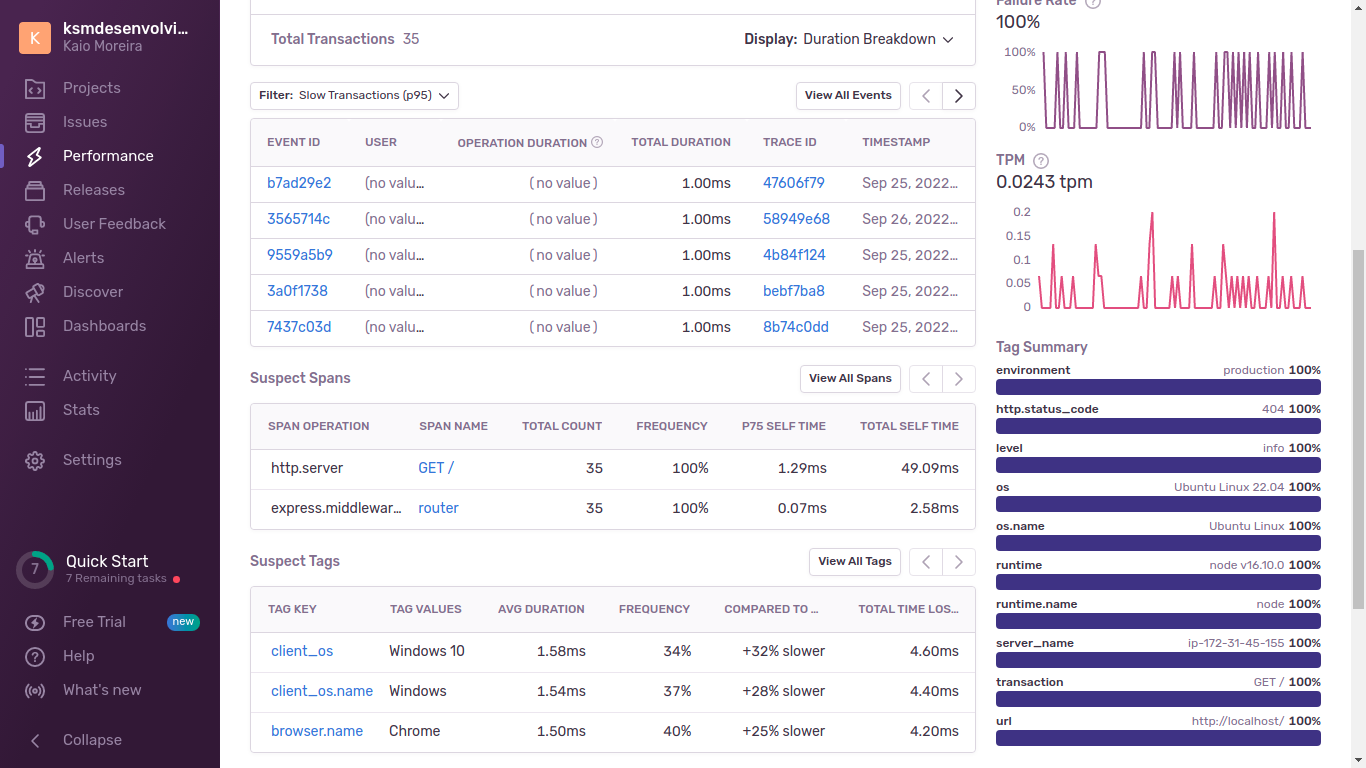 K
ksmdesenvolvi...
Kaio Moreira
Projects
Issues
Performance
Releases
User Feedback
Alerts
Discover
Dashboards
Activity
Stats
Settings
7
Quick Start
7 Remaining tasks
Free Trial new
Help
What's new
Collapse
Total Transactions 35
Display: Duration Breakdown
Filter: Slow Transactions (p95)
View All Events
EVENT ID USER OPERATION DURATION ? TOTAL DURATION TRACE ID TIMESTAMP
b7ad29e2 (no valu... (no value) 1.00ms 47606f79 Sep 25, 2022...
3565714c (no valu... (no value) 1.00ms 58949e68 Sep 26, 2022...
9559a5b9 (no valu... (no value) 1.00ms 4b84f124 Sep 25, 2022...
3a0f1738 (no valu... (no value) 1.00ms bebf7ba8 Sep 25, 2022...
7437c03d (no valu... (no value) 1.00ms 8b74c0dd Sep 25, 2022...
Suspect Spans
View All Spans
SPAN OPERATION SPAN NAME TOTAL COUNT FREQUENCY P75 SELF TIME TOTAL SELF TIME
http.server GET / 35 100% 1.29ms 49.09ms
express.middlewar... router 35 100% 0.07ms 2.58ms
Suspect Tags
View All Tags
TAG KEY TAG VALUES AVG DURATION FREQUENCY COMPARED TO ... TOTAL TIME LOS...
client_os Windows 10 1.58ms 34% +32% slower 4.60ms
client_os.name Windows 1.54ms 37% +28% slower 4.40ms
browser.name Chrome 1.50ms 40% +25% slower 4.20ms
Failure Rate ?
100%
100%
50%
0%
TPM ?
0.0243 tpm
0.2
0.15
0.1
0.05
0
Tag Summary
environment production 100%
http.status_code 404 100%
level info 100%
os Ubuntu Linux 22.04 100%
os.name Ubuntu Linux 100%
runtime node v16.10.0 100%
runtime.name node 100%
server_name ip-172-31-45-155 100%
transaction GET / 100%
url http://localhost/ 100%